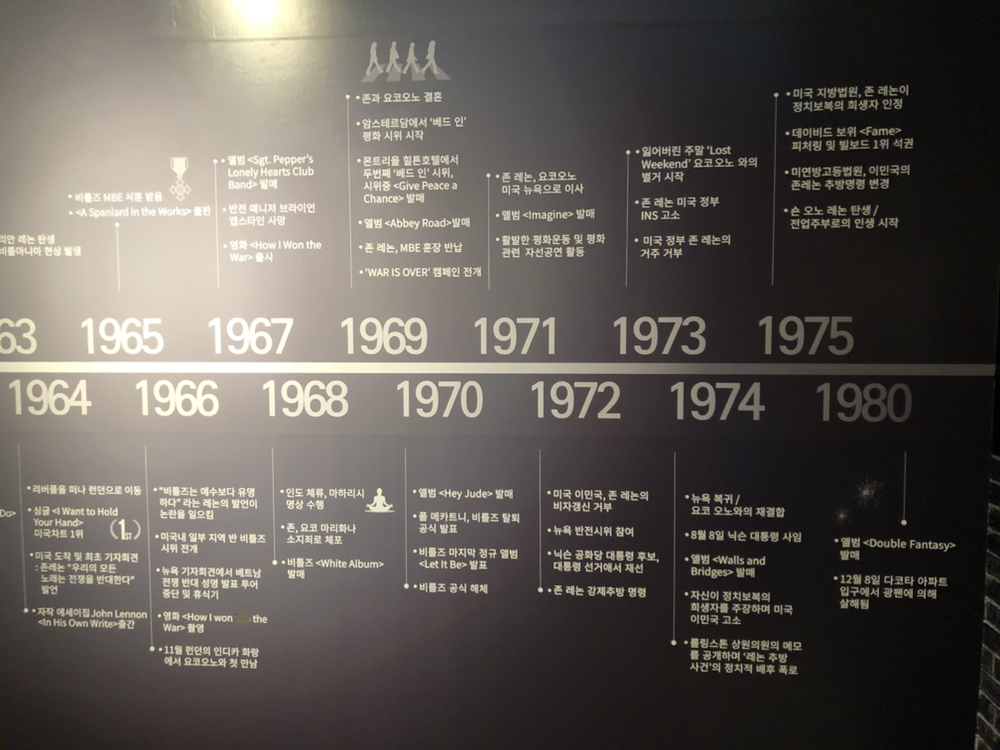 • 존과 요코오노 결혼
• 암스테르담에서 '베드 인'
평화 시위 시작
• 몬트리올 힐튼호텔에서
두번째 '베드 인' 시위,
시위중 <Give Peace a
Chance> 발매
• 앨범 <Abbey Road>발매
• 존 레논, MBE 훈장 반납
• 'WAR IS OVER' 캠페인 전개
• 미국 지방법원, 존 레논이
정치보복의 희생자 인정
• 데이비드 보위 <Fame>
피처링 및 빌보드 1위 석권
• 미연방고등법원, 이민국의
존레논 추방명령 변경
• 숀 오노 레논 탄생 /
전업주부로의 인생 시작
• 앨범 <Sgt. Pepper's
Lonely Hearts Club
Band> 발매
• 반전 매니저 브라이언
엡스타인 사망
• 영화 <How I Won the
War> 출시
• 잃어버린 주말 'Lost
Weekend' 요코 오노 와의
별거 시작
• 존 레논 미국 정부
INS 고소
• 미국 정부 존 레논의
거주 거부
• 존 레논, 요코오노
미국 뉴욕으로 이사
• 앨범 <Imagine> 발매
• 활발한 평화운동 및 평화
관련 자선공연 활동
• 비틀즈 MBE 서훈 받음
• <A Spaniard in the Works> 출판
리안 레논 탄생
비틀마니아 현상 발생
63 1965 1967 1969 1971 1973 1975
1964 1966 1968 1970 1972 1974 1980
Do>
• 리버풀을 떠나 런던으로 이동
• 싱글 <I Want to Hold
Your Hand>
미국차트 1위
1ST
• 미국 도착 및 최초 기자회견
: 존레논 "우리의 모든
노래는 전쟁을 반대한다"
발언
• 자작 에세이집 John Lennon
<In His Own Write>출간
• "비틀즈는 예수보다 유명
하다" 라는 레논의 발언이
논란을 일으킴
• 미국내 일부 지역 반 비틀즈
시위 전개
• 뉴욕 기자회견에서 베트남
전쟁 반대 성명 발표 투어
중단 및 휴식기
• 영화 <How I won the
War> 촬영
• 11월 런던의 인디카 화랑
에서 요코오노와 첫 만남
• 인도 체류, 마하리시
명상 수행
• 존, 요코 마리화나
소지죄로 체포
• 비틀즈 <White Album>
발매
• 앨범 <Hey Jude> 발매
• 폴 메카트니, 비틀즈 탈퇴
공식 발표
• 비틀즈 마지막 정규 앨범
<Let It Be> 발표
• 비틀즈 공식 해체
• 미국 이민국, 존 레논의
비자갱신 거부
• 뉴욕 반전시위 참여
• 닉슨 공화당 대통령 후보,
대통령 선거에서 재선
• 존 레논 강제추방 명령
• 뉴욕 복귀 /
요코 오노와의 재결합
• 8월 8일 닉슨 대통령 사임
• 앨범 <Walls and
Bridges> 발매
• 자신이 정치보복의
희생자를 주장하며 미국
이민국 고소
• 롤링스톤 상원의원의 메모
를 공개하며 '레논 추방
사건'의 정치적 배후 폭로
• 앨범 <Double Fantasy>
발매
• 12월 8일 다코타 아파트
입구에서 광팬에 의해
살해됨